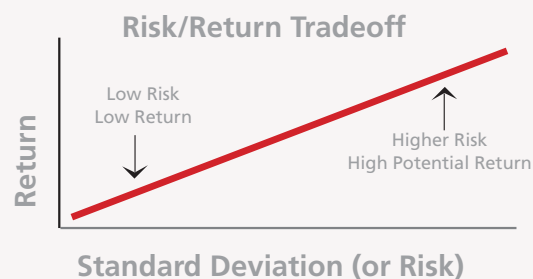 Risk/Return Tradeoff
Low Risk
Low Return
Higher Risk
High Potential Return
Return
Standard Deviation (or Risk)